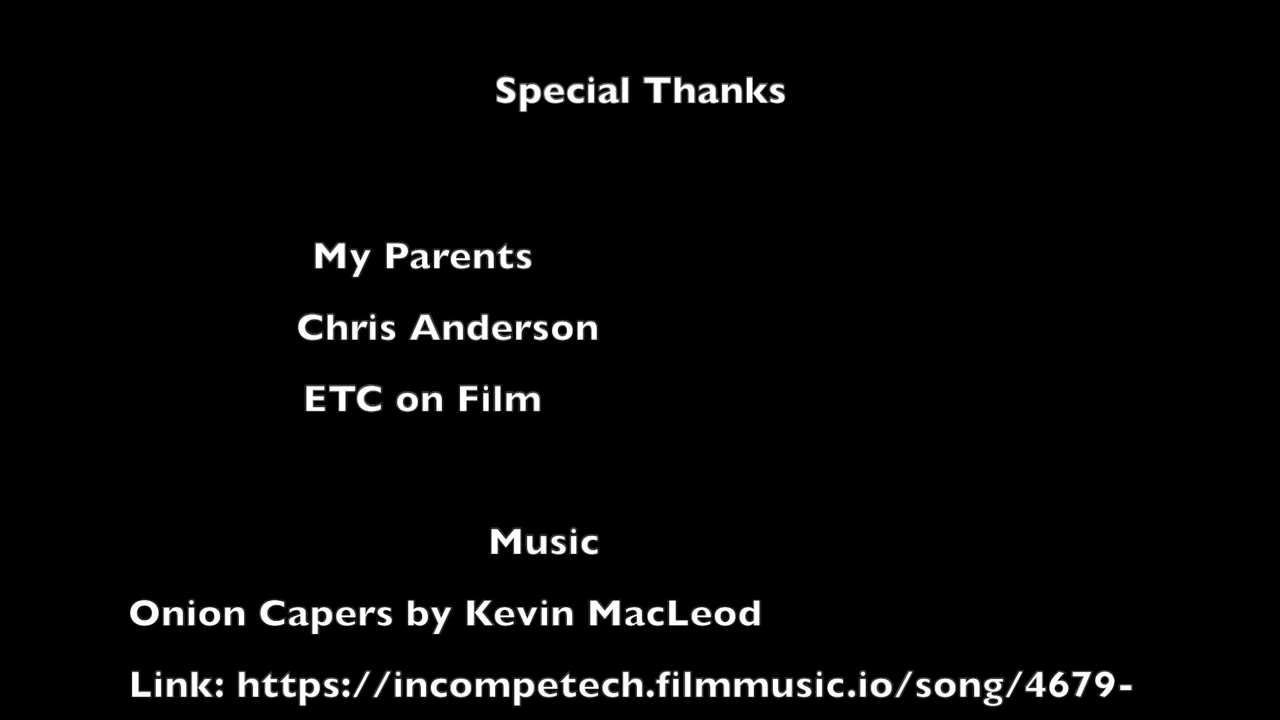 Special Thanks
My Parents
Chris Anderson
ETC on Film
Music
Onion Capers by Kevin MacLeod
Link: https://incompetech.filmmusic.io/song/4679-